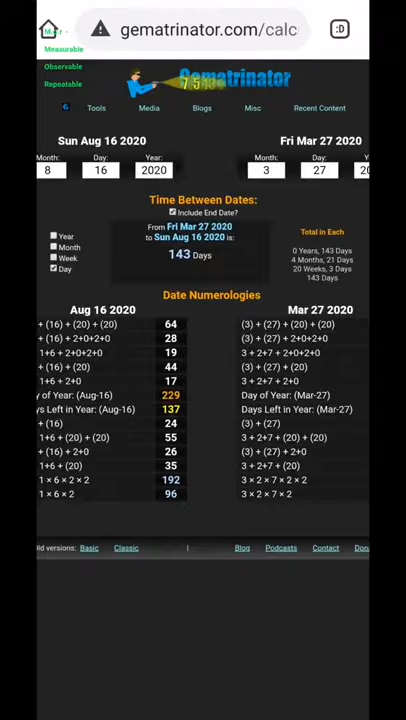 M.o.r -
Measurable
Observable
Repeatable
gematrinator.com/calc
:D
Gematrinator
6
Tools
Media
Blogs
Misc
Recent Content
Sun Aug 16 2020
Fri Mar 27 2020
Month:
Day:
Year:
Month:
Day:
8
16
2020
3
27
20
Time Between Dates:
Include End Date?
From Fri Mar 27 2020
to Sun Aug 16 2020 is:
143 Days
Year
Month
Week
Day
Total in Each
0 Years, 143 Days
4 Months, 21 Days
20 Weeks, 3 Days
143 Days
Date Numerologies
Aug 16 2020
Mar 27 2020
+ (16) + (20) + (20) 64 (3) + (27) + (20) + (20)
+ (16) + 2+0+2+0 28 (3) + (27) + 2+0+2+0
1+6 + 2+0+2+0 19 3 + 2+7 + 2+0+2+0
+ (16) + (20) 44 (3) + (27) + (20)
1+6 + 2+0 17 3 + 2+7 + 2+0
y of Year: (Aug-16) 229 Day of Year: (Mar-27)
ys Left in Year: (Aug-16) 137 Days Left in Year: (Mar-27)
+ (16) 24 (3) + (27)
1+6 + (20) + (20) 55 3 + 2+7 + (20) + (20)
+ (16) + 2+0 26 (3) + (27) + 2+0
1+6 + (20) 35 3 + 2+7 + (20)
1 × 6 × 2 × 2 192 3 × 2 × 7 × 2 × 2
1 × 6 × 2 96 3 × 2 × 7 × 2
ld versions: Basic Classic | Blog Podcasts Contact Don